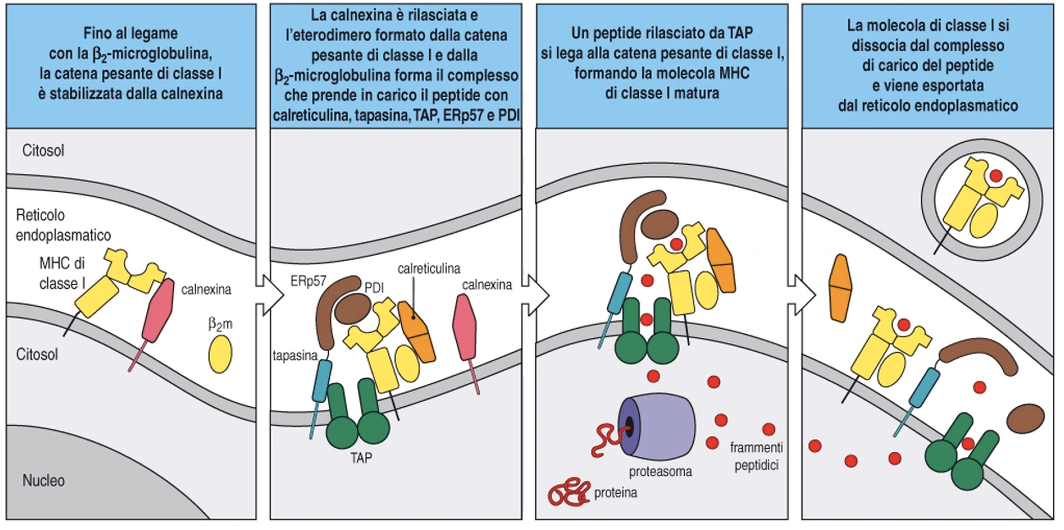 Fino al legame
con la β2-microglobulina,
la catena pesante di classe I
è stabilizzata dalla calnexina
La calnexina è rilasciata e
l'eterodimero formato dalla catena
pesante di classe I e dalla
β2-microglobulina forma il complesso
che prende in carico il peptide con
calreticulina, tapasina, TAP, ERp57 e PDI
Un peptide rilasciato da TAP
si lega alla catena pesante di classe I,
formando la molecola MHC
di classe I matura
La molecola di classe I si
dissocia dal complesso
di carico del peptide
e viene esportata
dal reticolo endoplasmatico
Citosol
Reticolo
endoplasmatico
MHC di
classe I
calnexina
β2m
Citosol
Nucleo
ERp57
PDI
calreticulina
calnexina
tapasina
TAP
proteasoma
proteina
frammenti
peptidici